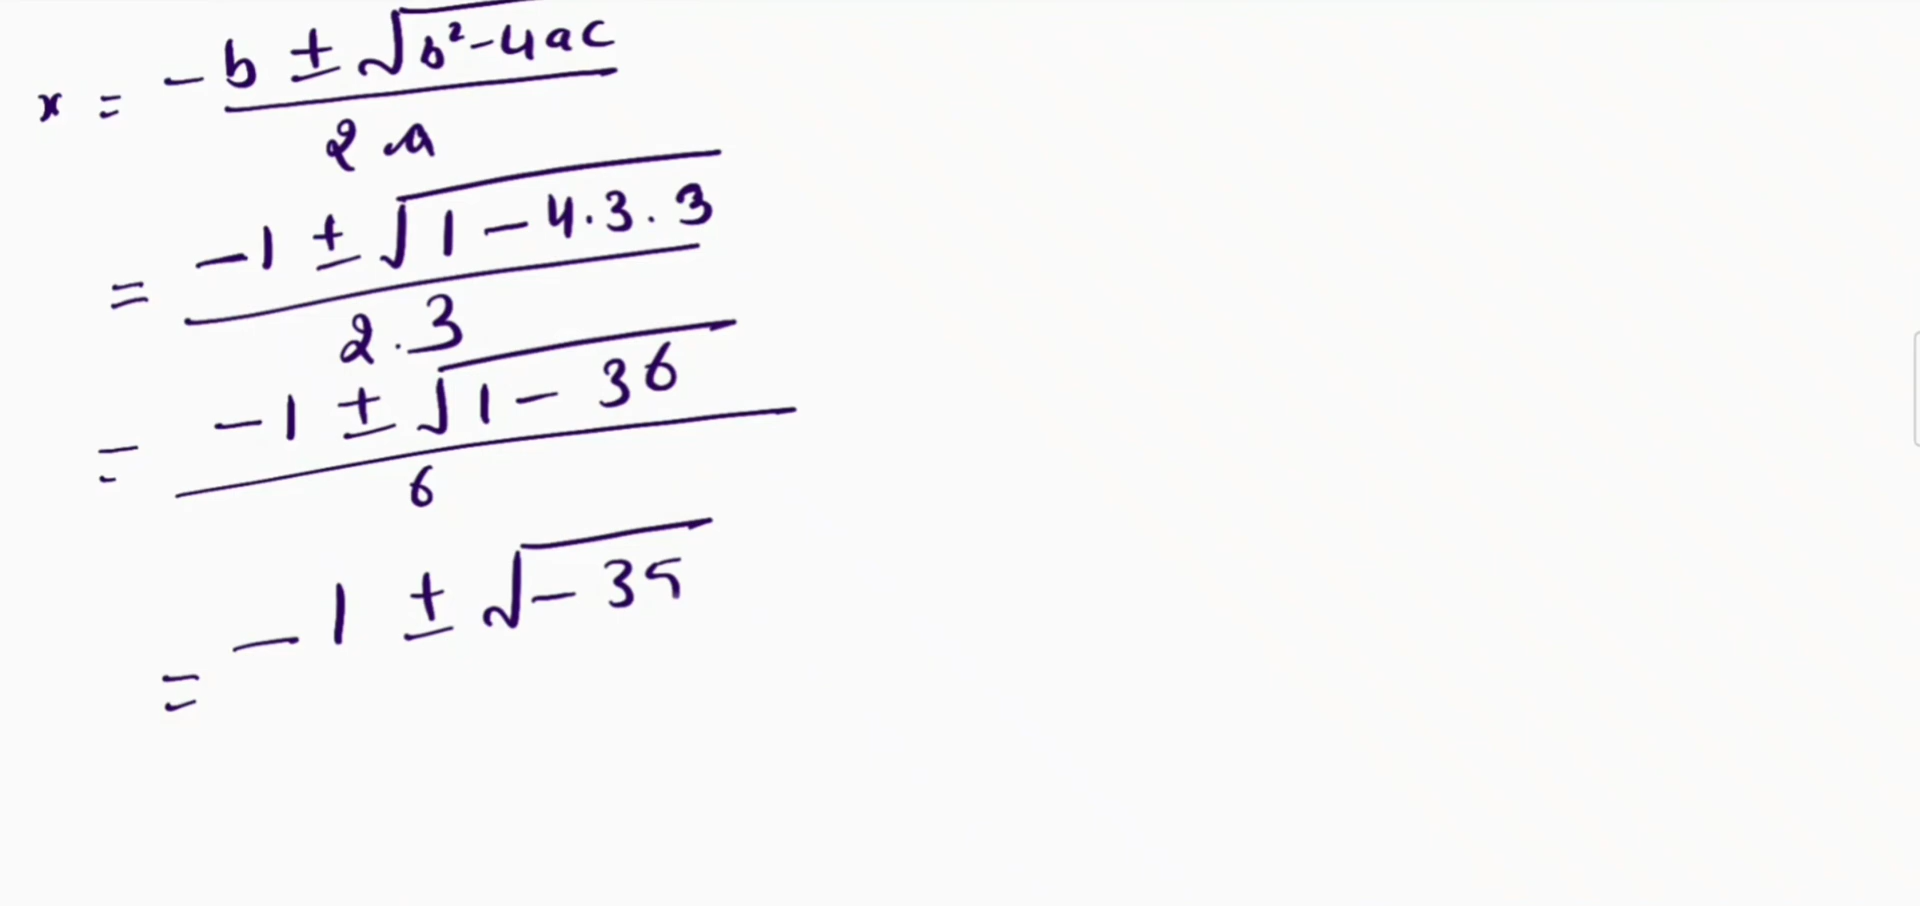 x = -b ± √b²-4ac
2a
= -1 ± √1-4.3.3
2.3
= -1 ± √1-36
6
= -1 ± √-35